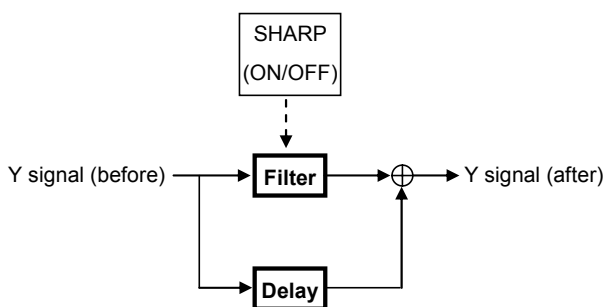 SHARP
(ON/OFF)
Y signal (before)
Filter
Y signal (after)
Delay